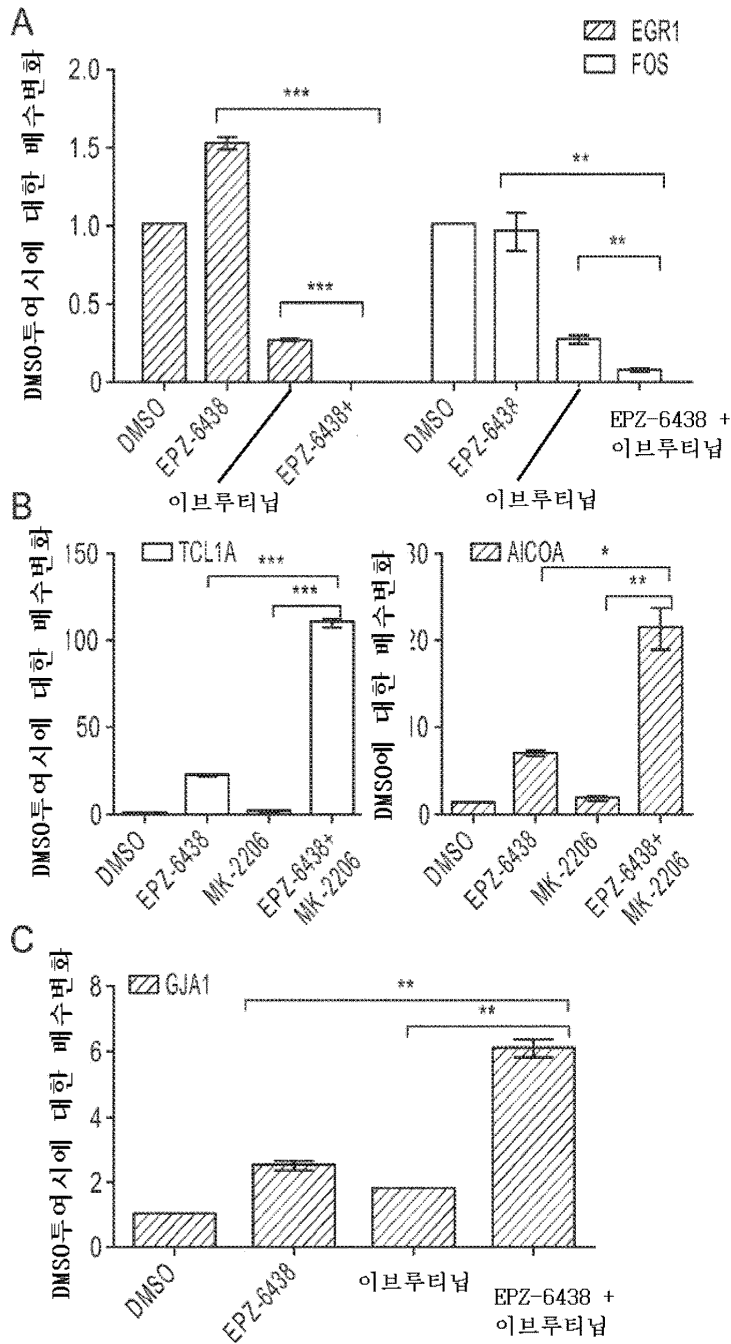 A
EGR1
FOS
DMSO투여시에 대한 배수변화
2.0
1.5
1.0
0.5
0
***
***
**
**
DMSO
EPZ-6438
이브루티닙
EPZ-6438+
DMSO
EPZ-6438
이브루티닙
EPZ-6438 +
이브루티닙
B
TCL1A
DMSO투여시에 대한 배수변화
150
100
50
0
***
***
DMSO
EPZ-6438
MK-2206
EPZ-6438+
MK-2206
AICOA
DMSO에 대한 배수변화
30
20
10
0
*
**
DMSO
EPZ-6438
MK-2206
EPZ-6438+
MK-2206
C
GJA1
DMSO투여시에 대한 배수변화
8
6
4
2
0
**
**
DMSO
EPZ-6438
이브루티닙
EPZ-6438 +
이브루티닙